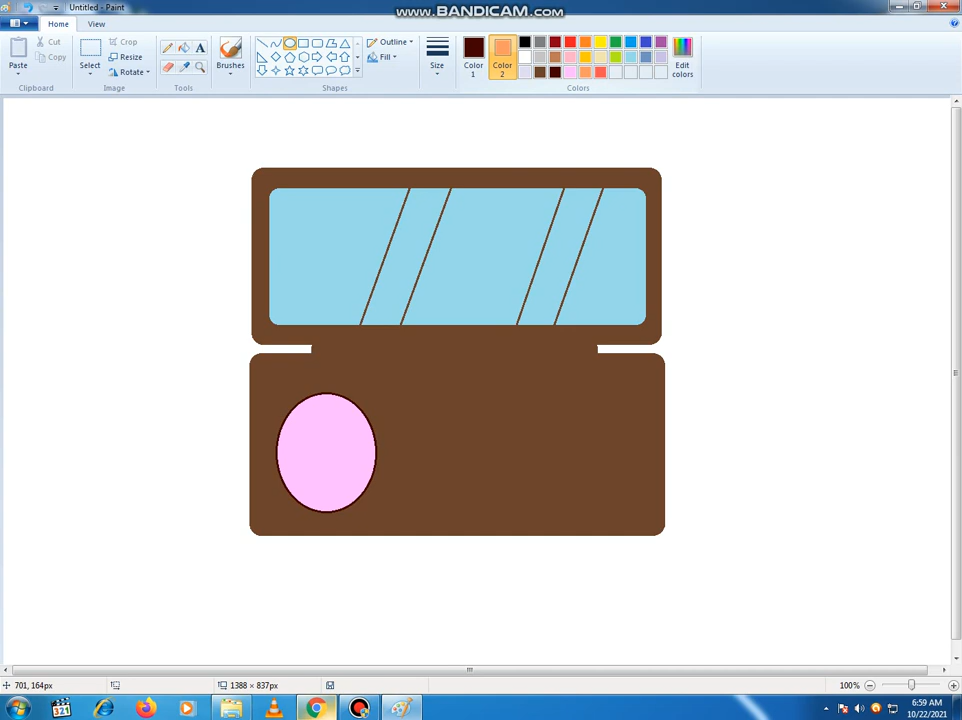 Untitled - Paint
WWW.BANDICAM.COM
Home
View
Paste
Cut
Copy
Clipboard
Select
Crop
Resize
Rotate
Image
A
Tools
Brushes
Outline
Fill
Shapes
Size
Color
1
Color
2
Edit
colors
Colors
701, 164px
1388 × 837px
100%
321
6:59 AM
10/22/2021